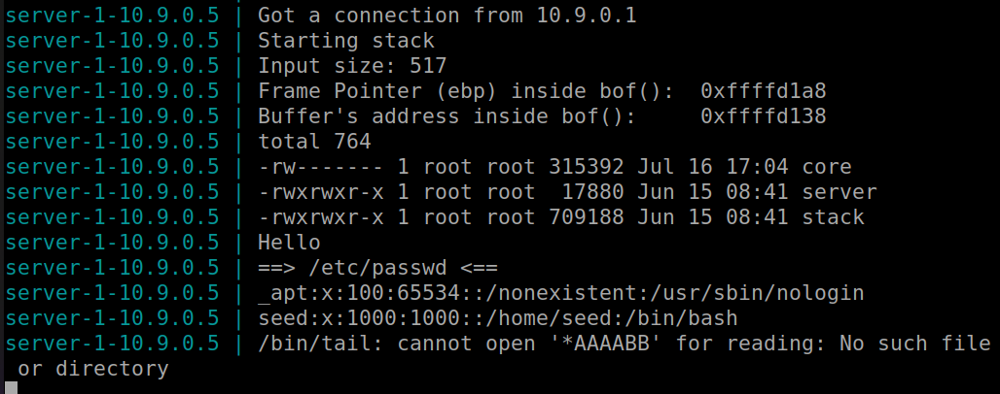 server-1-10.9.0.5 | Got a connection from 10.9.0.1
server-1-10.9.0.5 | Starting stack
server-1-10.9.0.5 | Input size: 517
server-1-10.9.0.5 | Frame Pointer (ebp) inside bof():  0xffffd1a8
server-1-10.9.0.5 | Buffer's address inside bof():     0xffffd138
server-1-10.9.0.5 | total 764
server-1-10.9.0.5 | -rw------- 1 root root 315392 Jul 16 17:04 core
server-1-10.9.0.5 | -rwxrwxr-x 1 root root  17880 Jun 15 08:41 server
server-1-10.9.0.5 | -rwxrwxr-x 1 root root 709188 Jun 15 08:41 stack
server-1-10.9.0.5 | Hello
server-1-10.9.0.5 | ==> /etc/passwd <==
server-1-10.9.0.5 | _apt:x:100:65534::/nonexistent:/usr/sbin/nologin
server-1-10.9.0.5 | seed:x:1000:1000::/home/seed:/bin/bash
server-1-10.9.0.5 | /bin/tail: cannot open '*AAAABB' for reading: No such file
 or directory